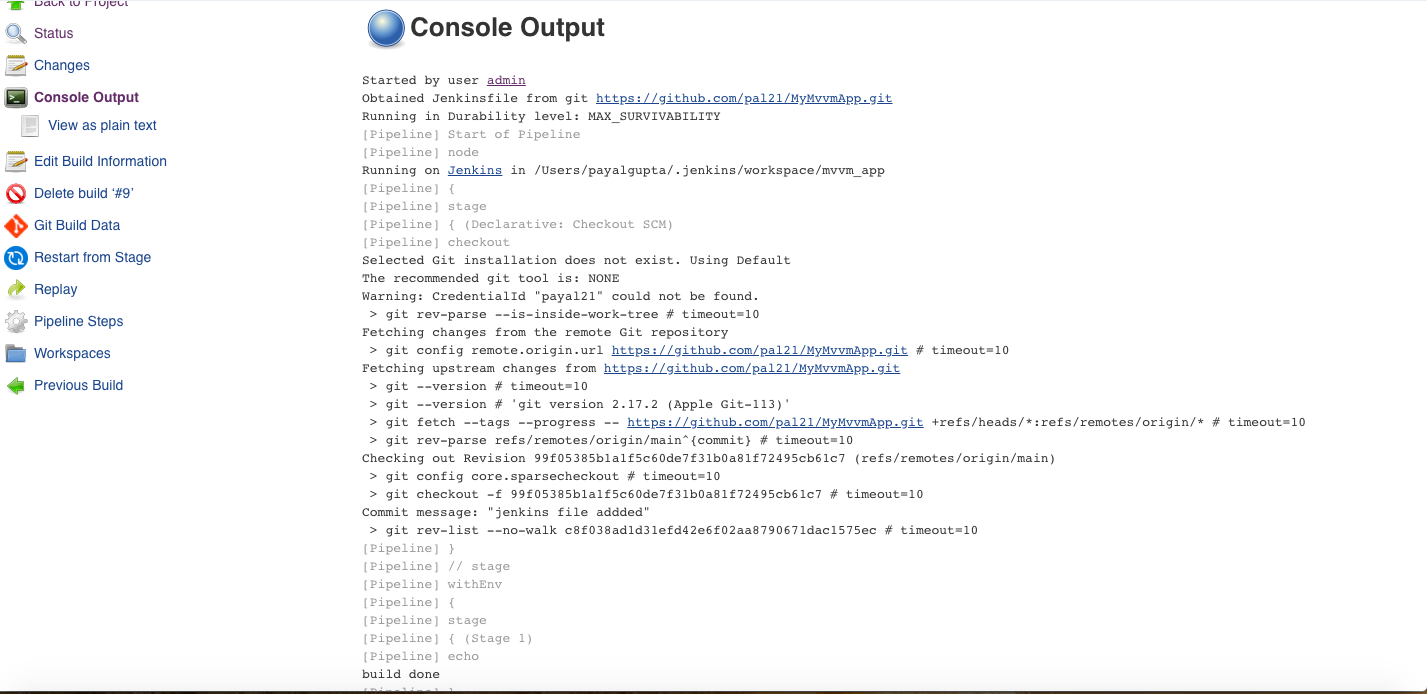 Back to Project
Status
Changes
Console Output
View as plain text
Edit Build Information
Delete build ‘#9’
Git Build Data
Restart from Stage
Replay
Pipeline Steps
Workspaces
Previous Build
Console Output
Started by user admin
Obtained Jenkinsfile from git https://github.com/pal21/MyMvvmApp.git
Running in Durability level: MAX_SURVIVABILITY
[Pipeline] Start of Pipeline
[Pipeline] node
Running on Jenkins in /Users/payalgupta/.jenkins/workspace/mvvm_app
[Pipeline] {
[Pipeline] stage
[Pipeline] { (Declarative: Checkout SCM)
[Pipeline] checkout
Selected Git installation does not exist. Using Default
The recommended git tool is: NONE
Warning: CredentialId "payal21" could not be found.
> git rev-parse --is-inside-work-tree # timeout=10
Fetching changes from the remote Git repository
> git config remote.origin.url https://github.com/pal21/MyMvvmApp.git # timeout=10
Fetching upstream changes from https://github.com/pal21/MyMvvmApp.git
> git --version # timeout=10
> git --version # 'git version 2.17.2 (Apple Git-113)'
> git fetch --tags --progress -- https://github.com/pal21/MyMvvmApp.git +refs/heads/*:refs/remotes/origin/* # timeout=10
> git rev-parse refs/remotes/origin/main^{commit} # timeout=10
Checking out Revision 99f05385b1a1f5c60de7f31b0a81f72495cb61c7 (refs/remotes/origin/main)
> git config core.sparsecheckout # timeout=10
> git checkout -f 99f05385b1a1f5c60de7f31b0a81f72495cb61c7 # timeout=10
Commit message: "jenkins file addded"
> git rev-list --no-walk c8f038ad1d31efd42e6f02aa8790671dac1575ec # timeout=10
[Pipeline] }
[Pipeline] // stage
[Pipeline] withEnv
[Pipeline] {
[Pipeline] stage
[Pipeline] { (Stage 1)
[Pipeline] echo
build done
[Pipeline] }